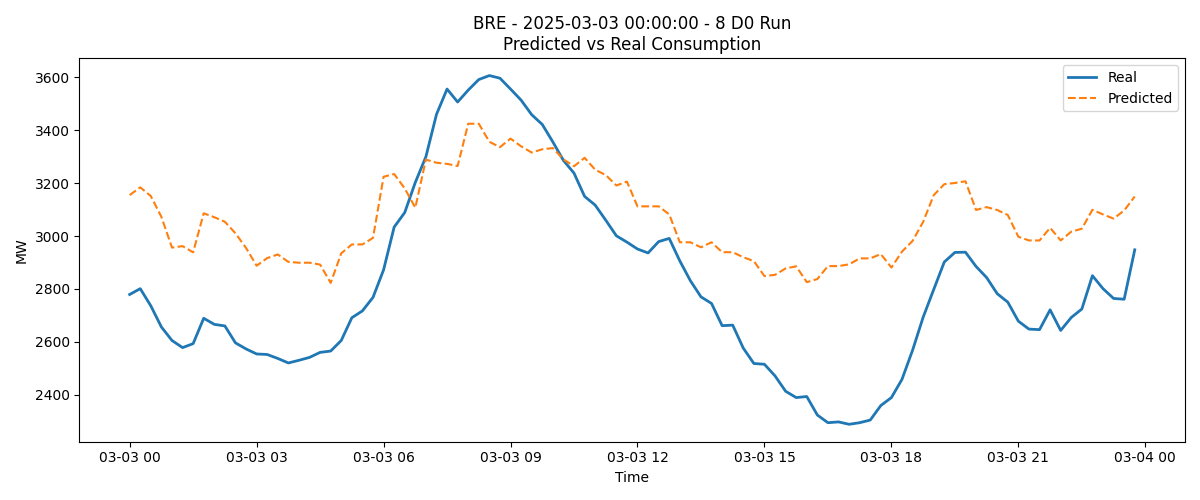 BRE - 2025-03-03 00:00:00 - 8 D0 Run
Predicted vs Real Consumption
Real
Predicted
MW
3600
3400
3200
3000
2800
2600
2400
03-03 00
03-03 03
03-03 06
03-03 09
03-03 12
03-03 15
03-03 18
03-03 21
03-04 00
Time